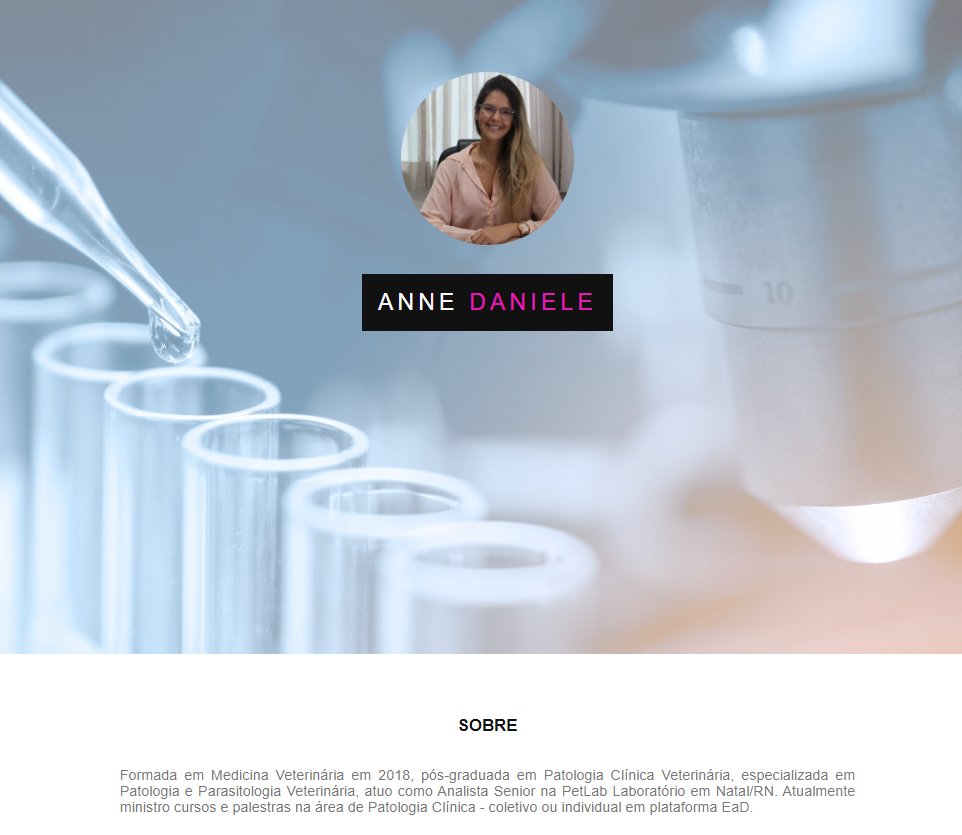 10
ANNE DANIELE
SOBRE
Formada em Medicina Veterinária em 2018, pós-graduada em Patologia Clínica Veterinária, especializada em
Patologia e Parasitologia Veterinária, atuo como Analista Senior na PetLab Laboratório em Natal/RN. Atualmente
ministro cursos e palestras na área de Patologia Clínica - coletivo ou individual em plataforma EaD.